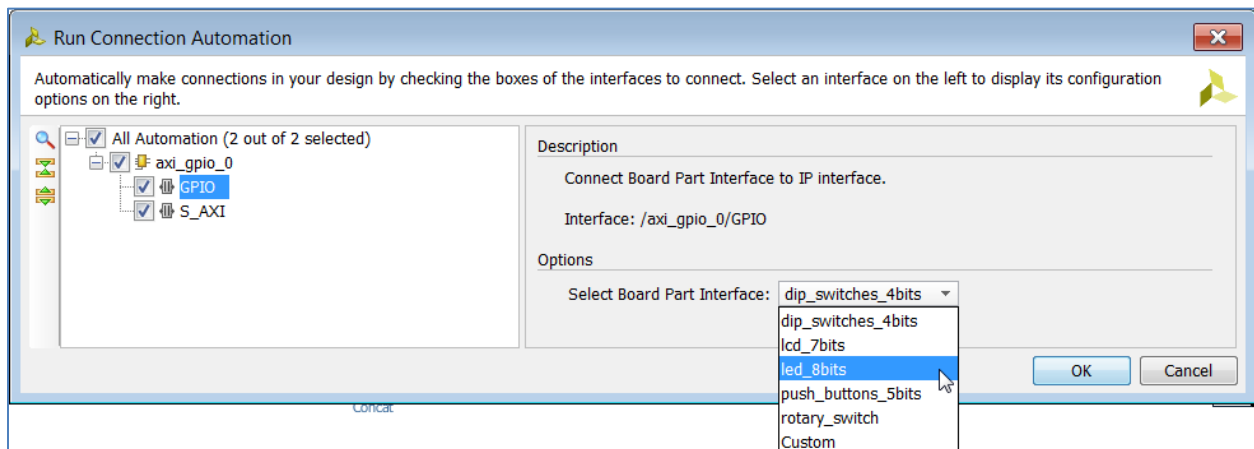 Run Connection Automation
Automatically make connections in your design by checking the boxes of the interfaces to connect. Select an interface on the left to display its configuration
options on the right.
All Automation (2 out of 2 selected)
axi_gpio_0
GPIO
S_AXI
Description
Connect Board Part Interface to IP interface.
Interface: /axi_gpio_0/GPIO
Options
Select Board Part Interface: dip_switches_4bits
dip_switches_4bits
lcd_7bits
led_8bits
push_buttons_5bits
rotary_switch
Custom
OK Cancel
Concat